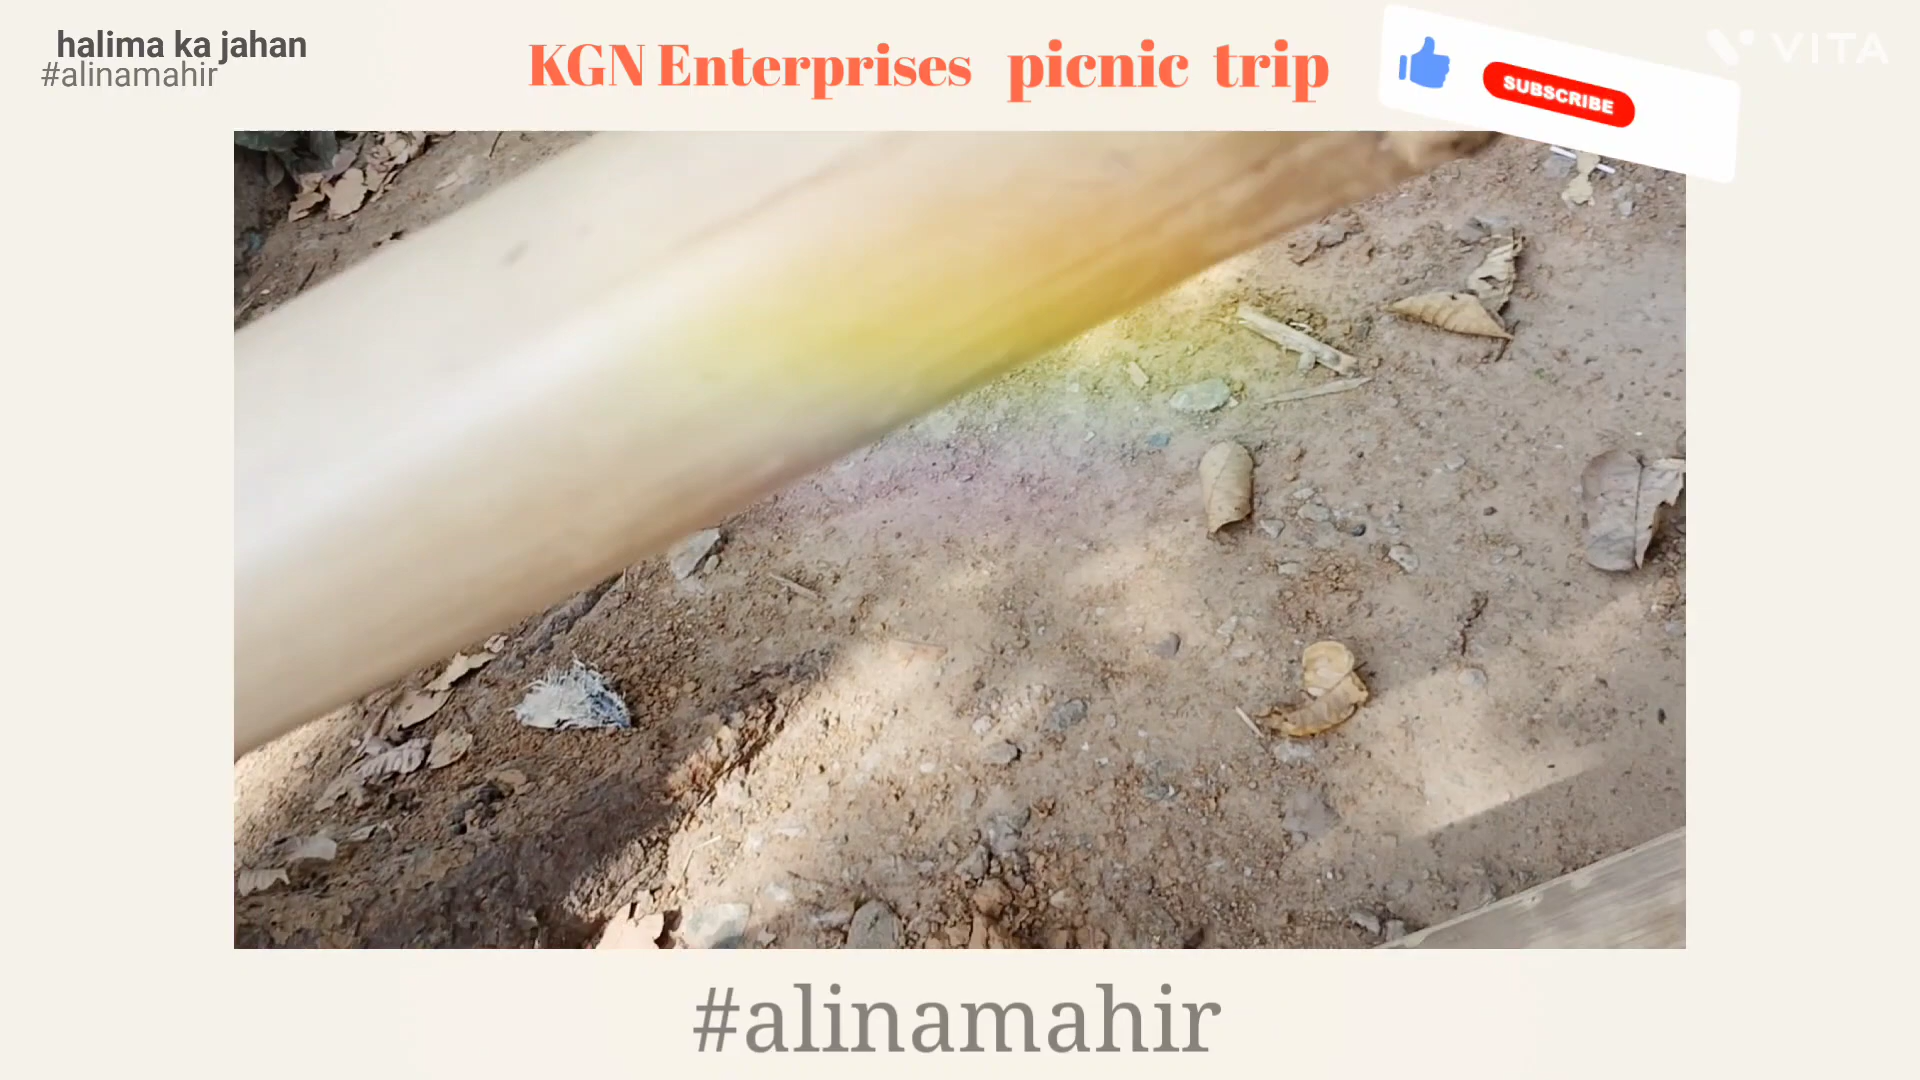 halima ka jahan
#alinamahir
KGN Enterprises picnic trip
SUBSCRIBE
VITA
#alinamahir